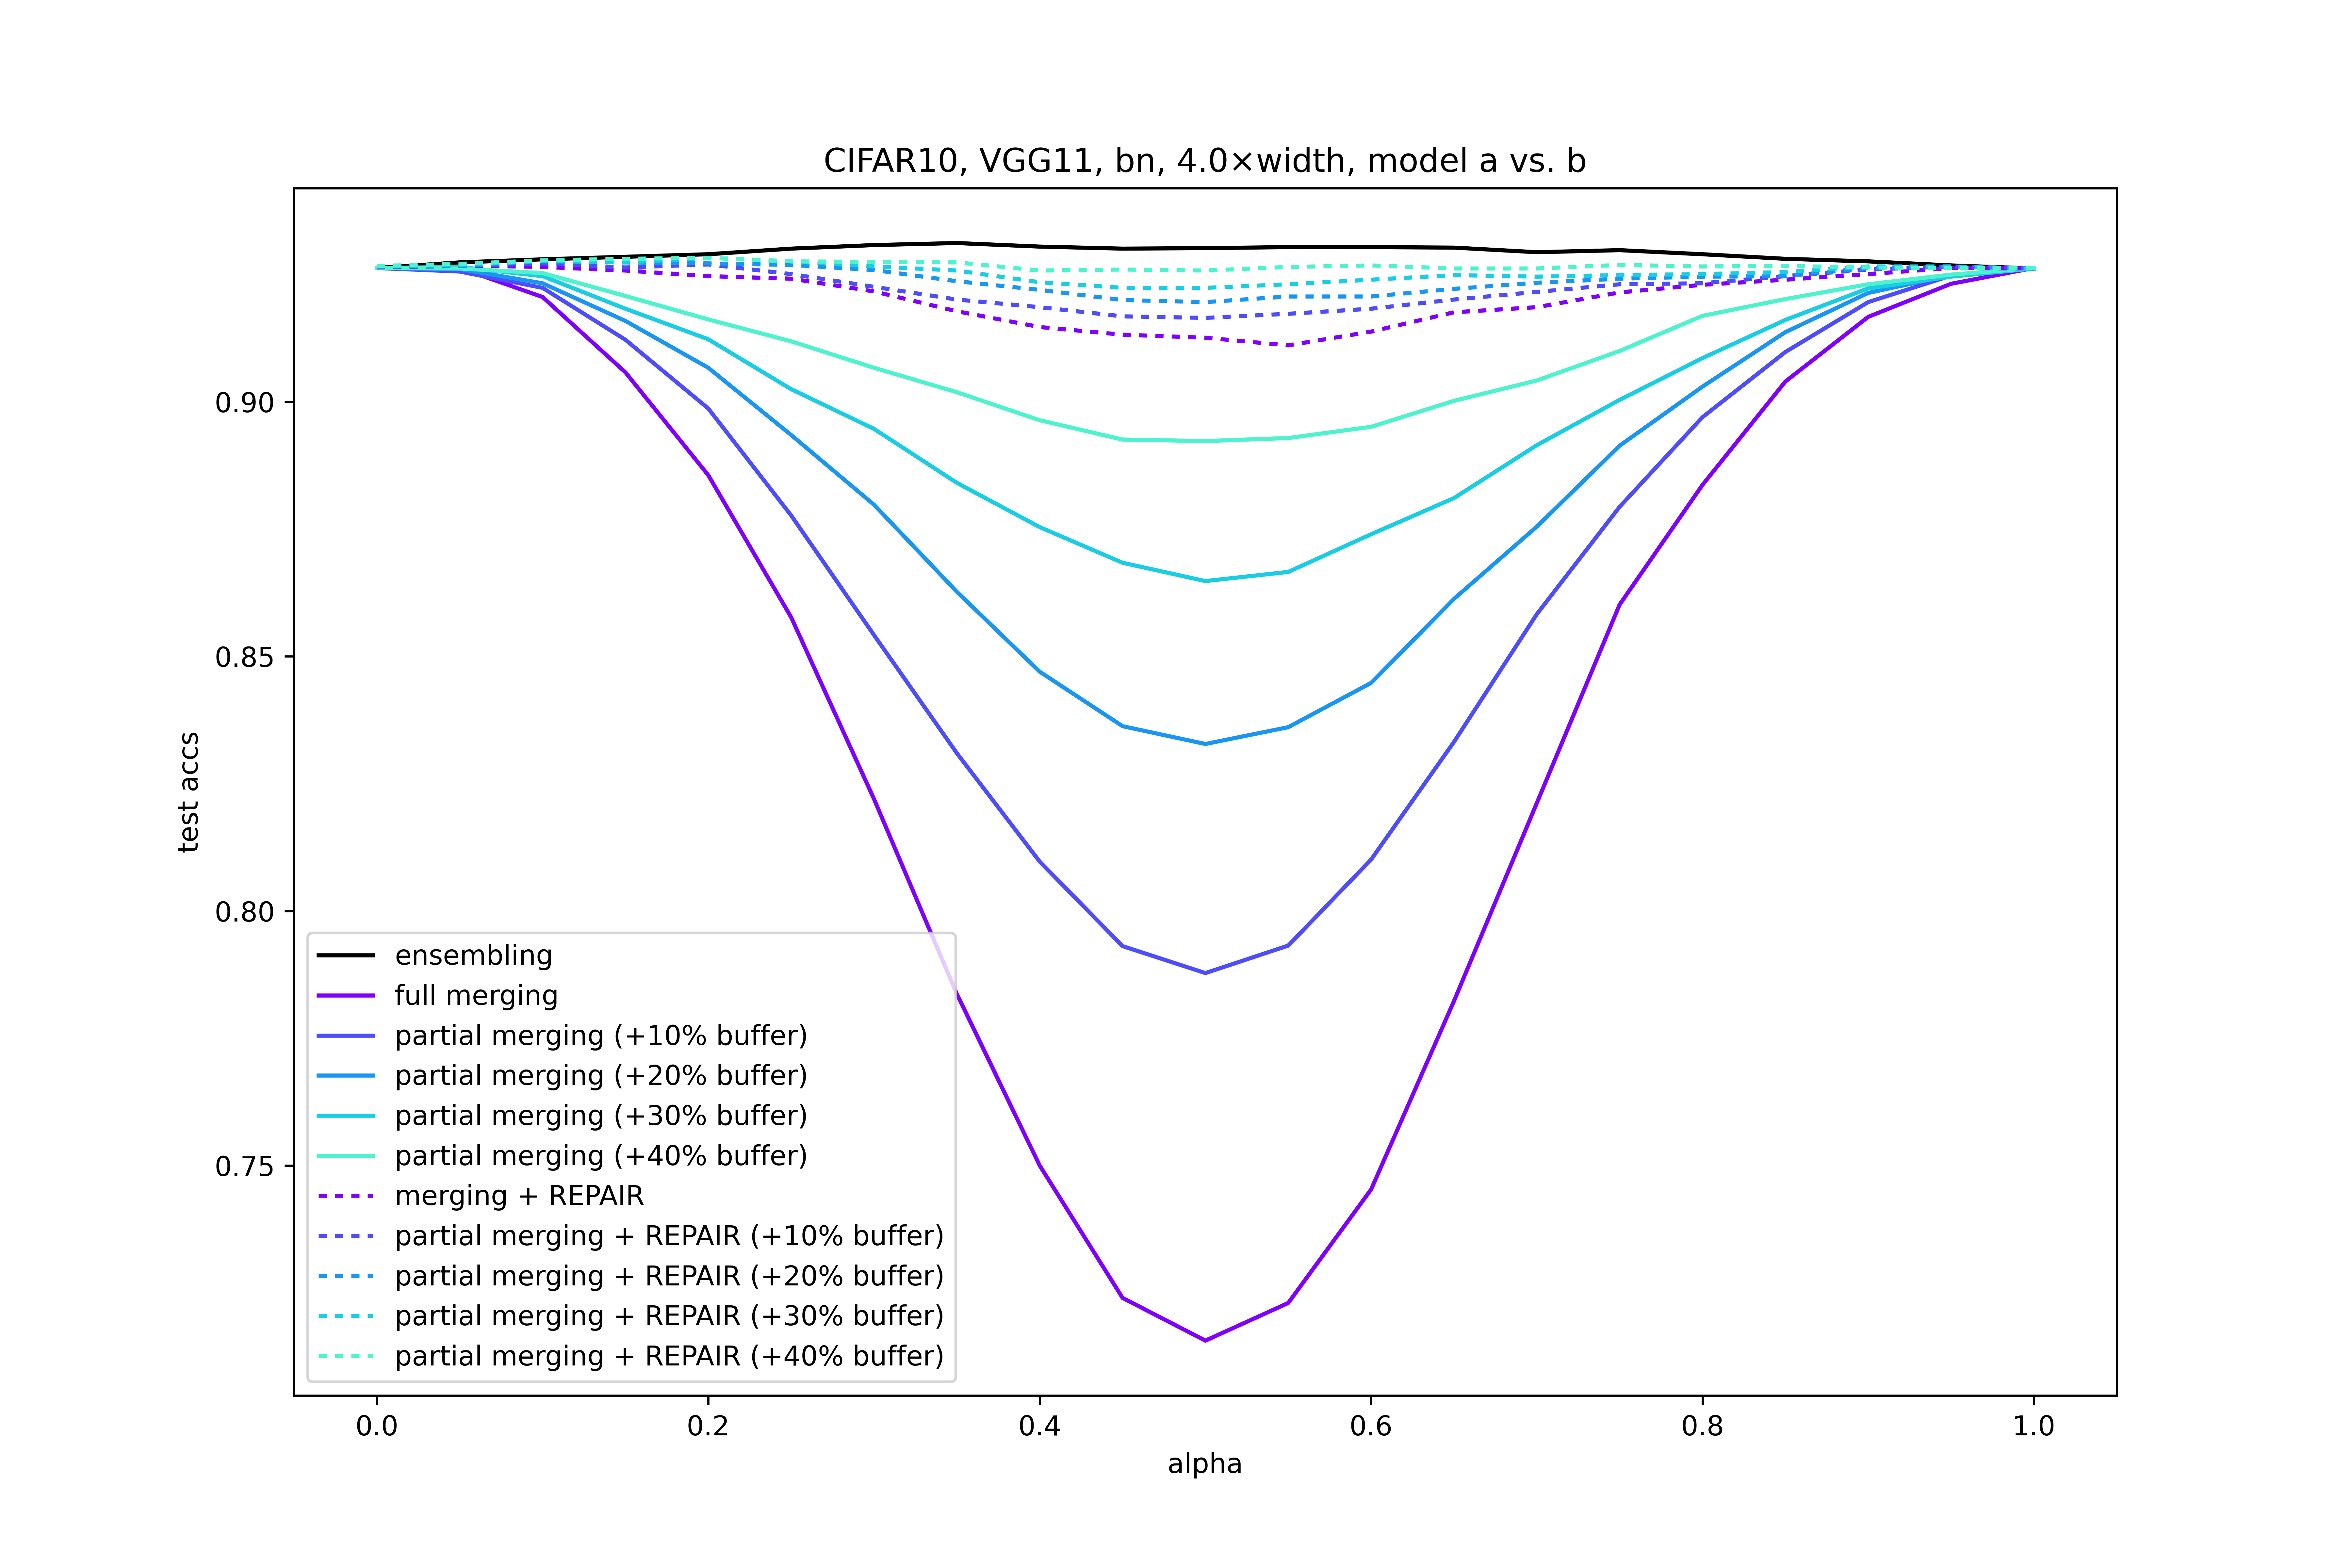 CIFAR10, VGG11, bn, 4.0×width, model a vs. b
test accs
0.90
0.85
0.80
0.75
ensembling
full merging
partial merging (+10% buffer)
partial merging (+20% buffer)
partial merging (+30% buffer)
partial merging (+40% buffer)
merging + REPAIR
partial merging + REPAIR (+10% buffer)
partial merging + REPAIR (+20% buffer)
partial merging + REPAIR (+30% buffer)
partial merging + REPAIR (+40% buffer)
0.0 0.2 0.4 0.6 0.8 1.0
alpha